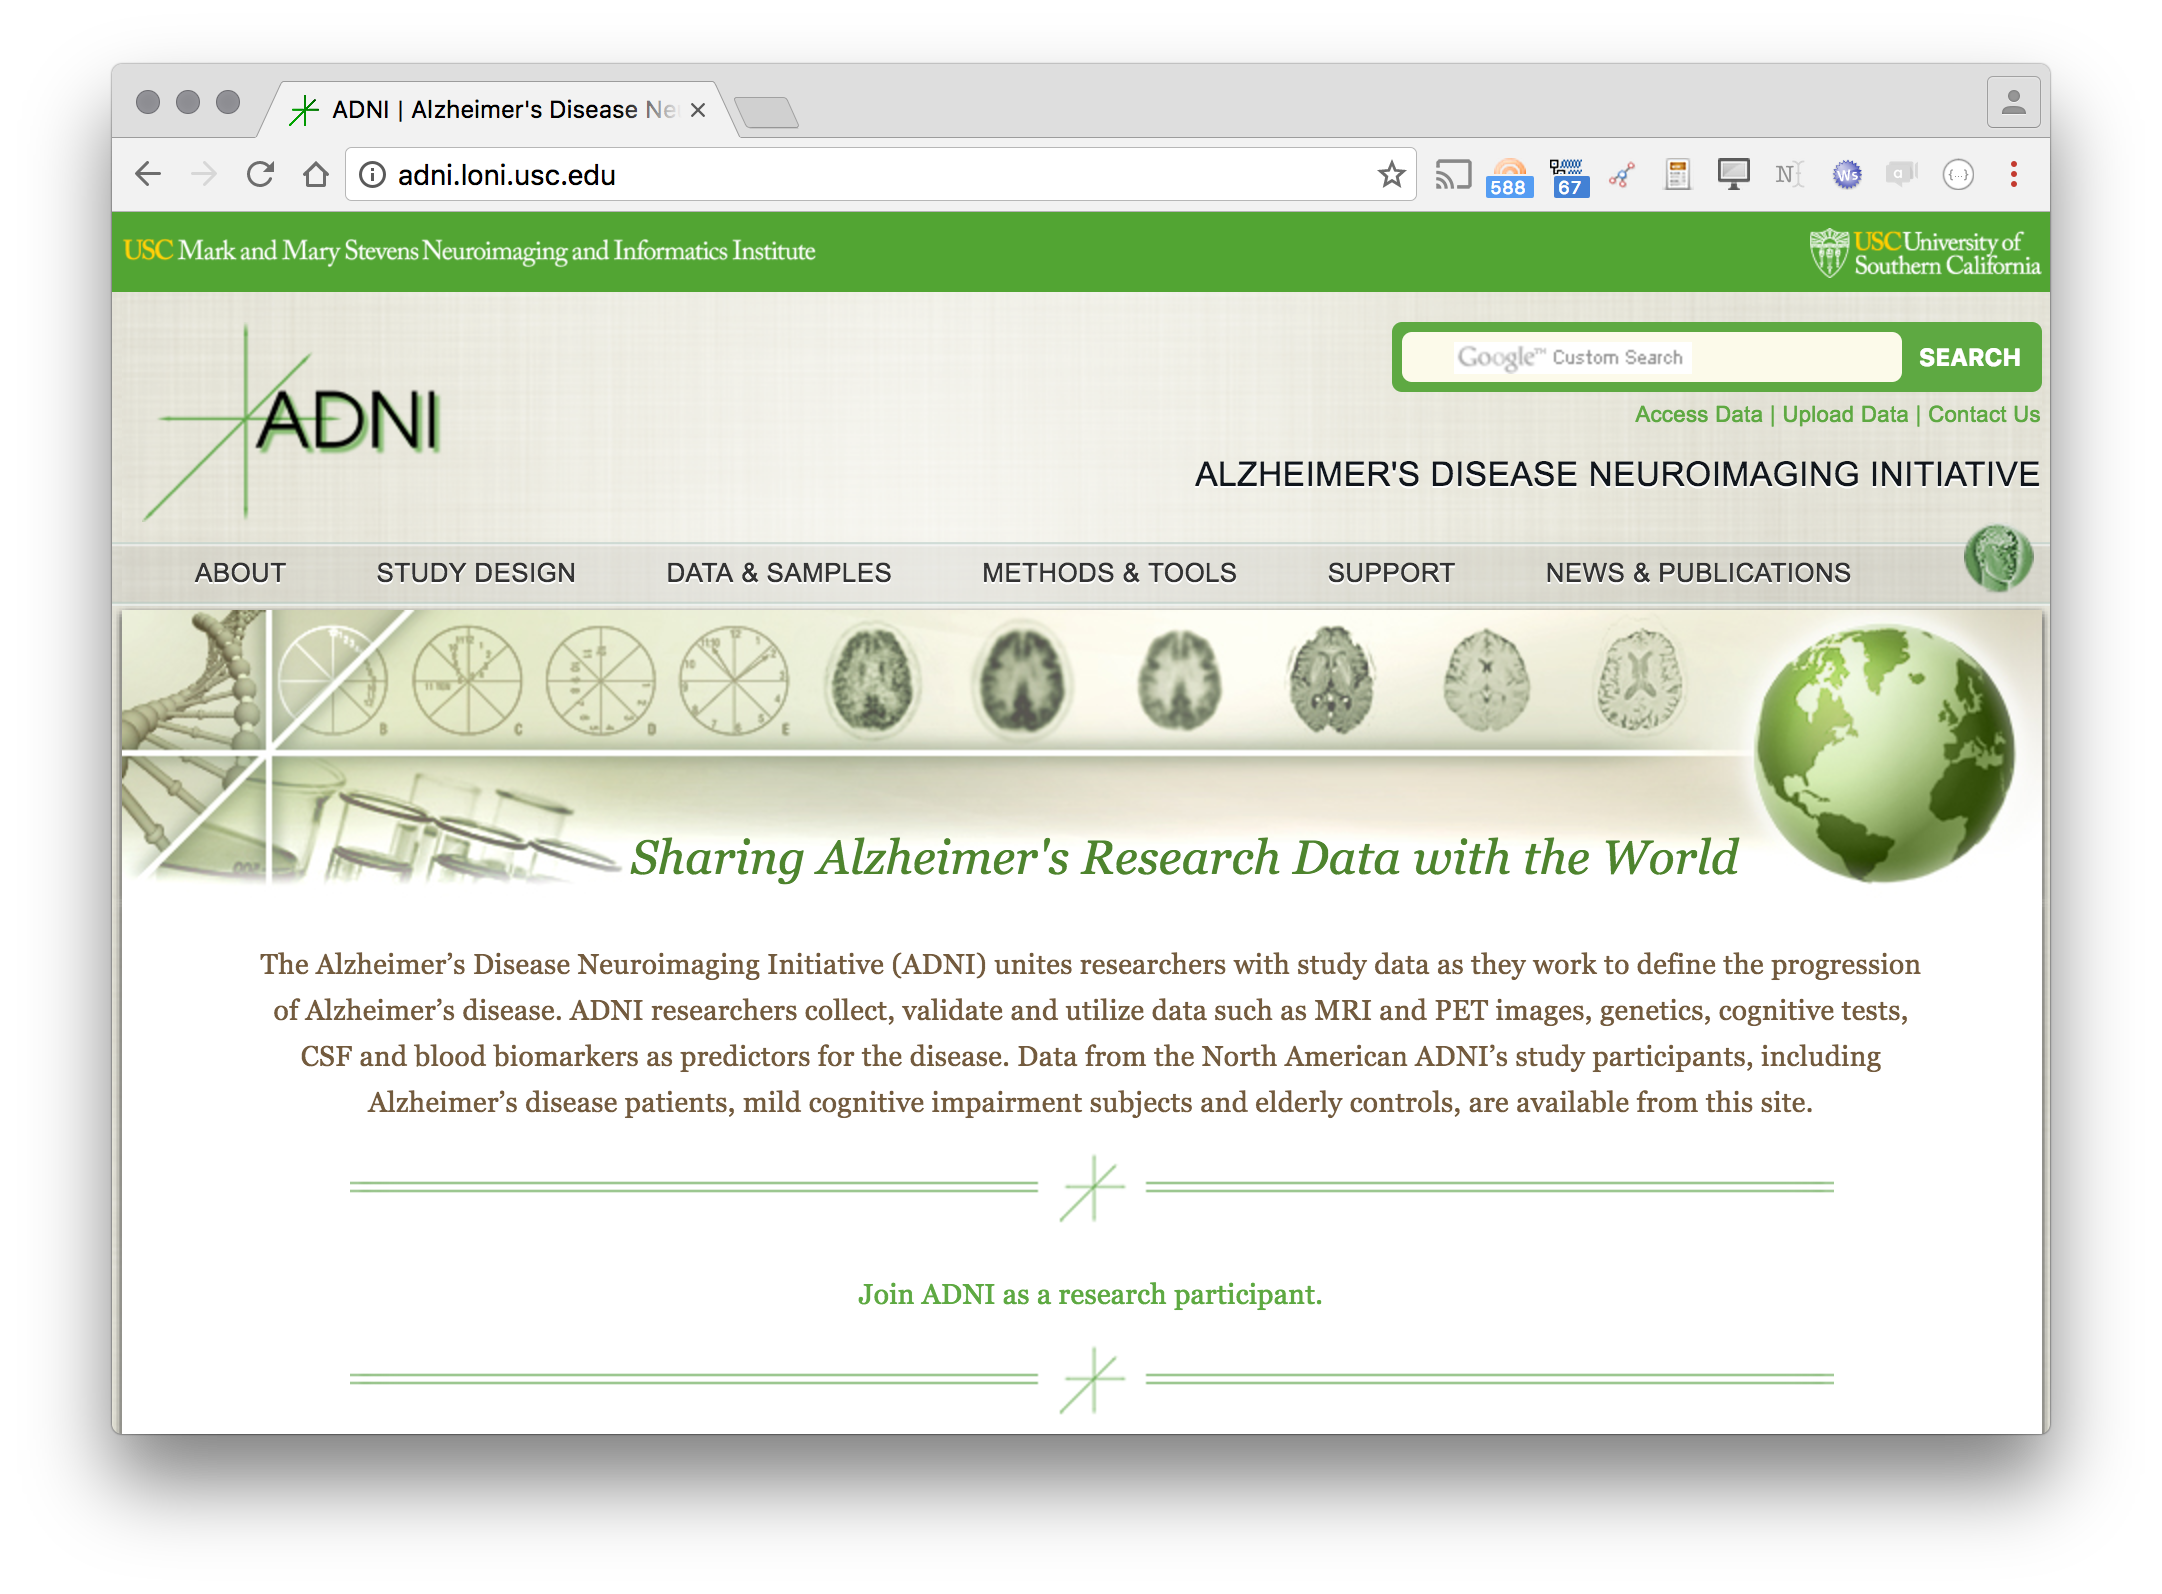 ADNI | Alzheimer's Disease Ne
adni.loni.usc.edu
588
67
Ws
a
{...}
USC Mark and Mary Stevens Neuroimaging and Informatics Institute
USC University of
Southern California
ADNI
Google™ Custom Search
SEARCH
Access Data | Upload Data | Contact Us
ALZHEIMER'S DISEASE NEUROIMAGING INITIATIVE
ABOUT STUDY DESIGN DATA & SAMPLES METHODS & TOOLS SUPPORT NEWS & PUBLICATIONS
B C D E
Sharing Alzheimer's Research Data with the World
The Alzheimer’s Disease Neuroimaging Initiative (ADNI) unites researchers with study data as they work to define the progression
of Alzheimer’s disease. ADNI researchers collect, validate and utilize data such as MRI and PET images, genetics, cognitive tests,
CSF and blood biomarkers as predictors for the disease. Data from the North American ADNI’s study participants, including
Alzheimer’s disease patients, mild cognitive impairment subjects and elderly controls, are available from this site.
Join ADNI as a research participant.